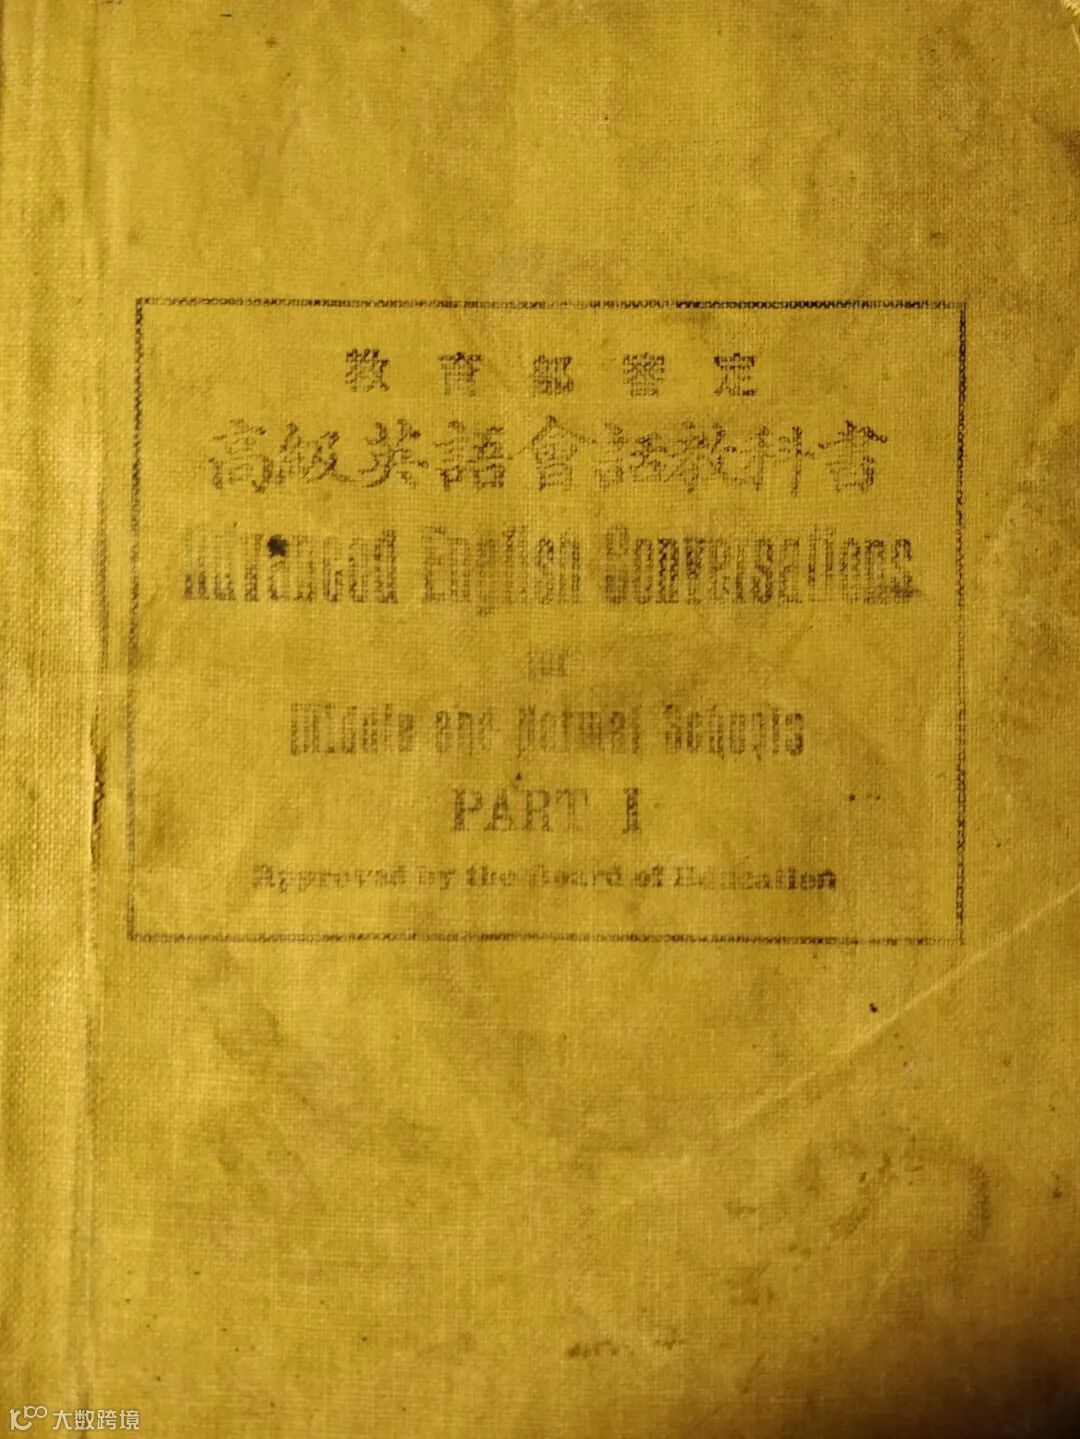 教育部審定
高級英語會話教科書
Advanced English Conversations
for
Middle and Normal Schools
PART I
Approved by the Board of Education
大数跨境